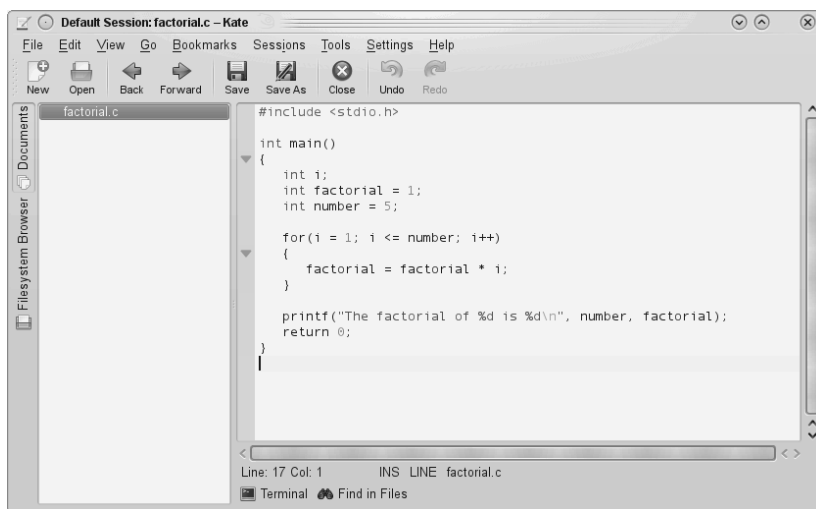 Default Session: factorial.c – Kate
File Edit View Go Bookmarks Sessions Tools Settings Help
New Open Back Forward Save Save As Close Undo Redo
Documents
Filesystem Browser
factorial.c
#include <stdio.h>
int main()
{
int i;
int factorial = 1;
int number = 5;
for(i = 1; i <= number; i++)
{
factorial = factorial * i;
}
printf("The factorial of %d is %d\n", number, factorial);
return 0;
}
Line: 17 Col: 1 INS LINE factorial.c
Terminal Find in Files